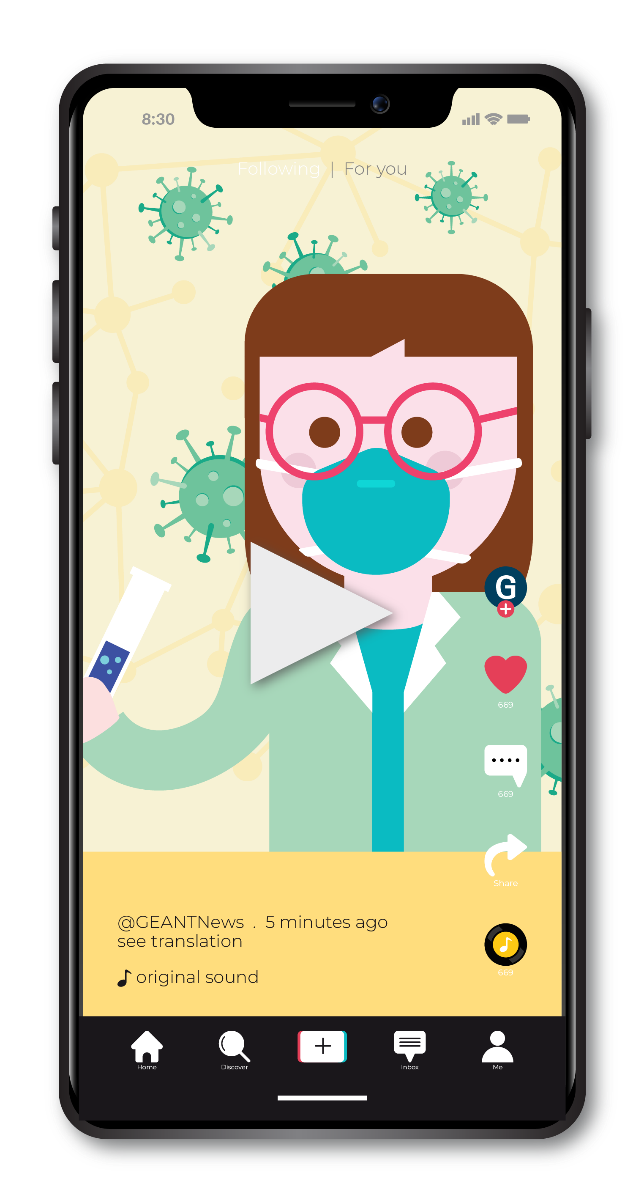 8:30
Following | For you
G
669
669
Share
669
@GEANTNews . 5 minutes ago
see translation
original sound
Home
Discover
Inbox
Me